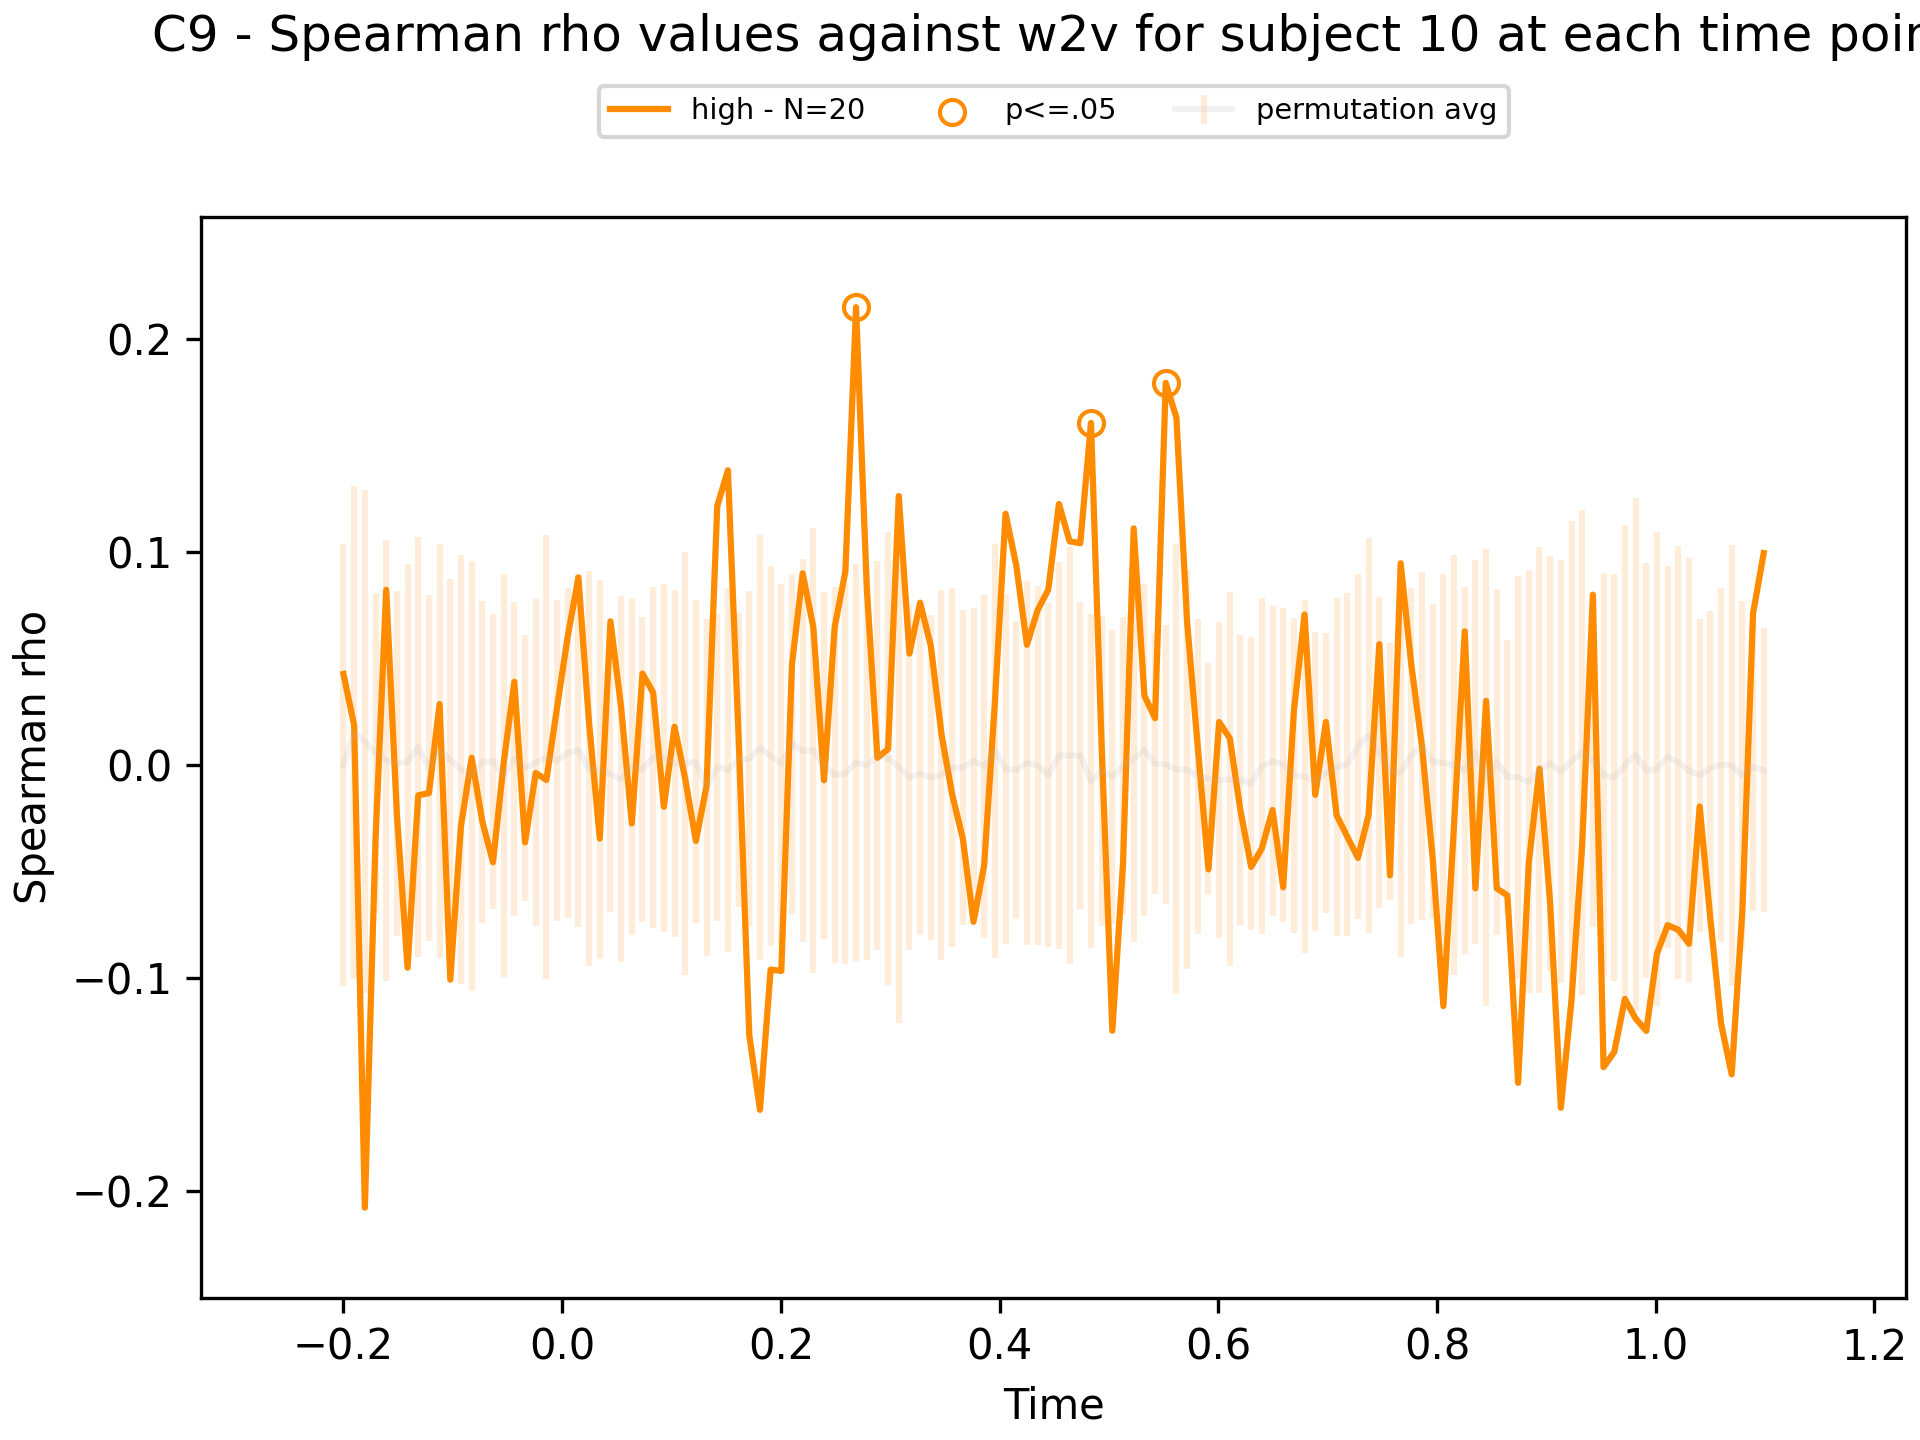 C9 - Spearman rho values against w2v for subject 10 at each time poin
high - N=20 p<=.05 permutation avg
Spearman rho
0.2
0.1
0.0
−0.1
−0.2
−0.2 0.0 0.2 0.4 0.6 0.8 1.0 1.2
Time